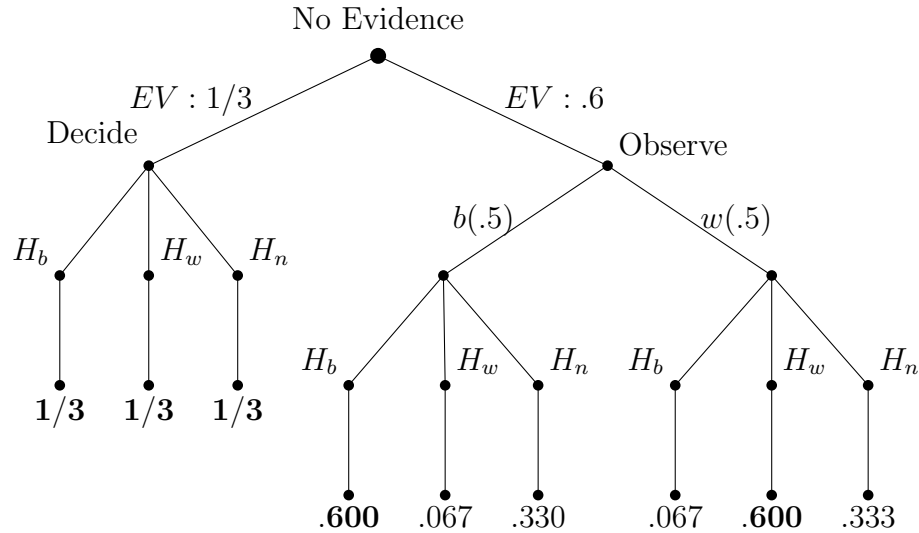 No Evidence
EV : 1/3
EV : .6
Decide
Observe
b(.5)
w(.5)
H_b
H_w
H_n
H_b
H_w
H_n
H_b
H_w
H_n
1/3
1/3
1/3
.600
.067
.330
.067
.600
.333